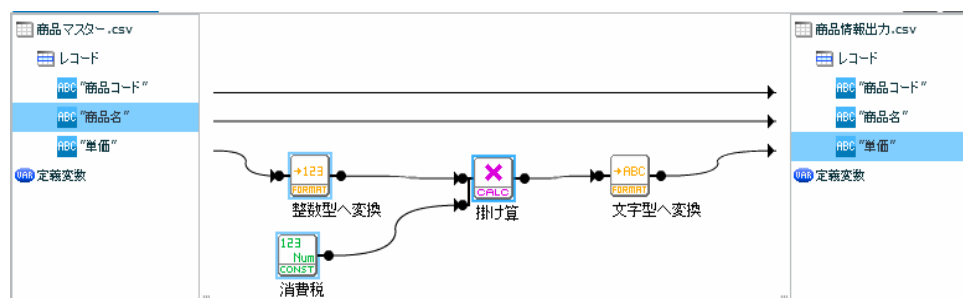 商品マスター.csv
レコード
ABC "商品コード"
ABC "商品名"
ABC "単価"
VAR 定義変数
→123
FORMAT
整数型へ変換
123
Num
CONST
消費税
CALC
掛け算
→ABC
FORMAT
文字型へ変換
商品情報出力.csv
レコード
ABC "商品コード"
ABC "商品名"
ABC "単価"
VAR 定義変数